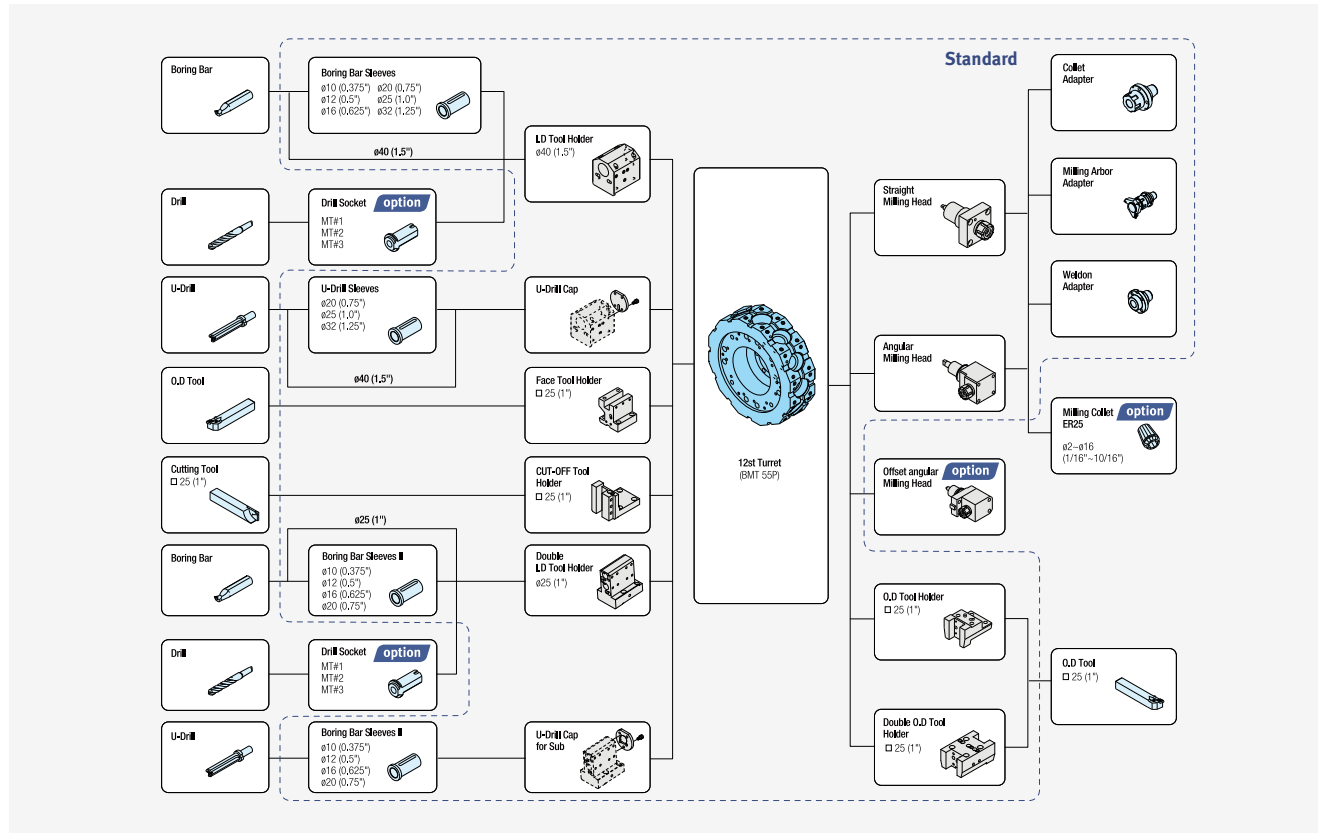 Standard
Boring Bar
Boring Bar Sleeves
ø10 (0.375") ø20 (0.75")
ø12 (0.5") ø25 (1.0")
ø16 (0.625") ø32 (1.25")
ø40 (1.5")
I.D Tool Holder
ø40 (1.5")
Drill
Drill Socket option
MT#1
MT#2
MT#3
U-Drill
U-Drill Sleeves
ø20 (0.75")
ø25 (1.0")
ø32 (1.25")
ø40 (1.5")
U-Drill Cap
O.D Tool
Face Tool Holder
□ 25 (1")
Cutting Tool
□ 25 (1")
CUT-OFF Tool
Holder
□ 25 (1")
ø25 (1")
Boring Bar
Boring Bar Sleeves II
ø10 (0.375")
ø12 (0.5")
ø16 (0.625")
ø20 (0.75")
Double
I.D Tool Holder
ø25 (1")
Drill
Drill Socket option
MT#1
MT#2
MT#3
U-Drill
Boring Bar Sleeves II
ø10 (0.375")
ø12 (0.5")
ø16 (0.625")
ø20 (0.75")
U-Drill Cap
for Sub
12st Turret
(BMT 55P)
Straight
Milling Head
Angular
Milling Head
Offset angular option
Milling Head
O.D Tool Holder
□ 25 (1")
Double O.D Tool
Holder
□ 25 (1")
Collet
Adapter
Milling Arbor
Adapter
Weldon
Adapter
Milling Collet option
ER25
ø2~ø16
(1/16"~10/16")
O.D Tool
□ 25 (1")